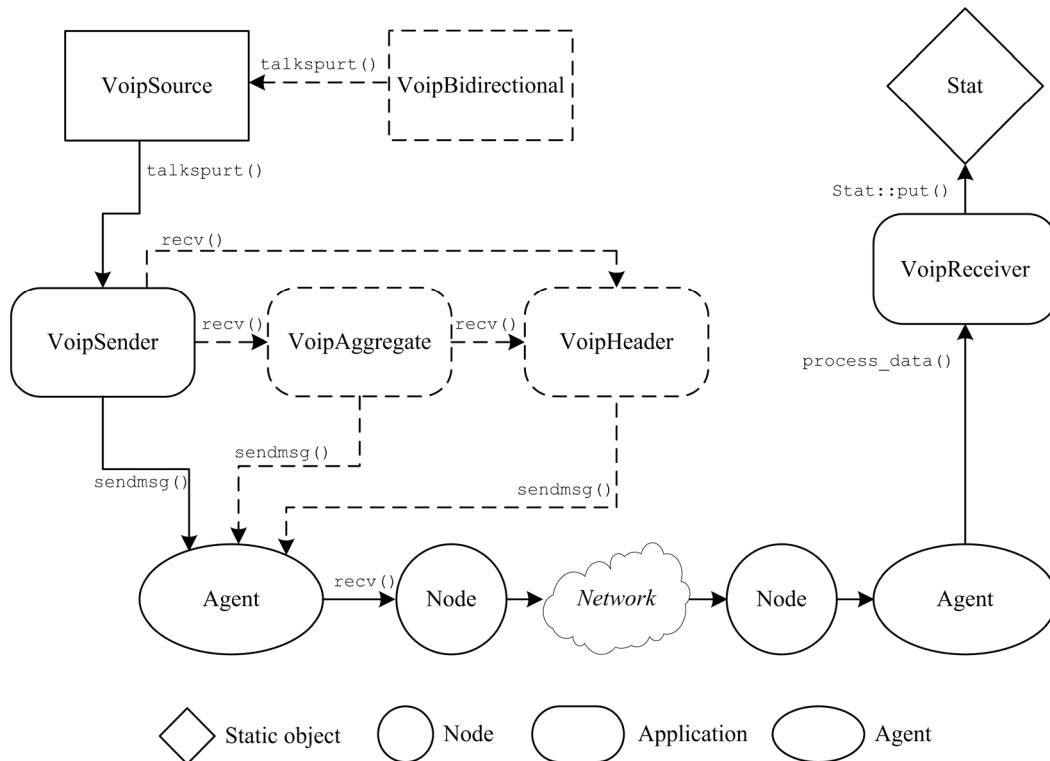 talkspurt()
VoipSource
VoipBidirectional
Stat
talkspurt()
Stat::put()
recv()
VoipReceiver
VoipSender
recv()
VoipAggregate
recv()
VoipHeader
process_data()
sendmsg()
sendmsg()
sendmsg()
Agent
recv()
Node
Network
Node
Agent
Static object
Node
Application
Agent